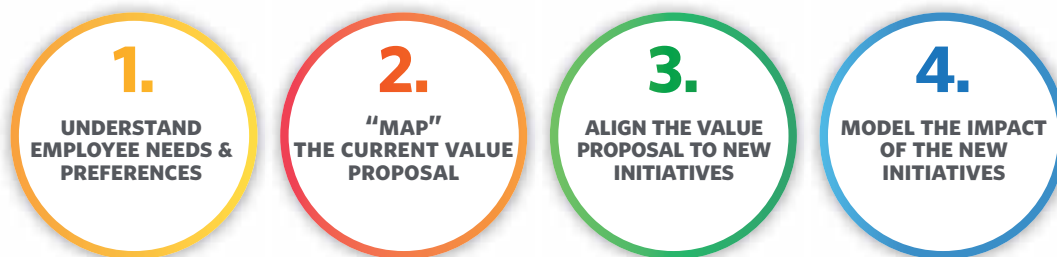 1.
UNDERSTAND
EMPLOYEE NEEDS &
PREFERENCES
2.
“MAP”
THE CURRENT VALUE
PROPOSAL
3.
ALIGN THE VALUE
PROPOSAL TO NEW
INITIATIVES
4.
MODEL THE IMPACT
OF THE NEW
INITIATIVES